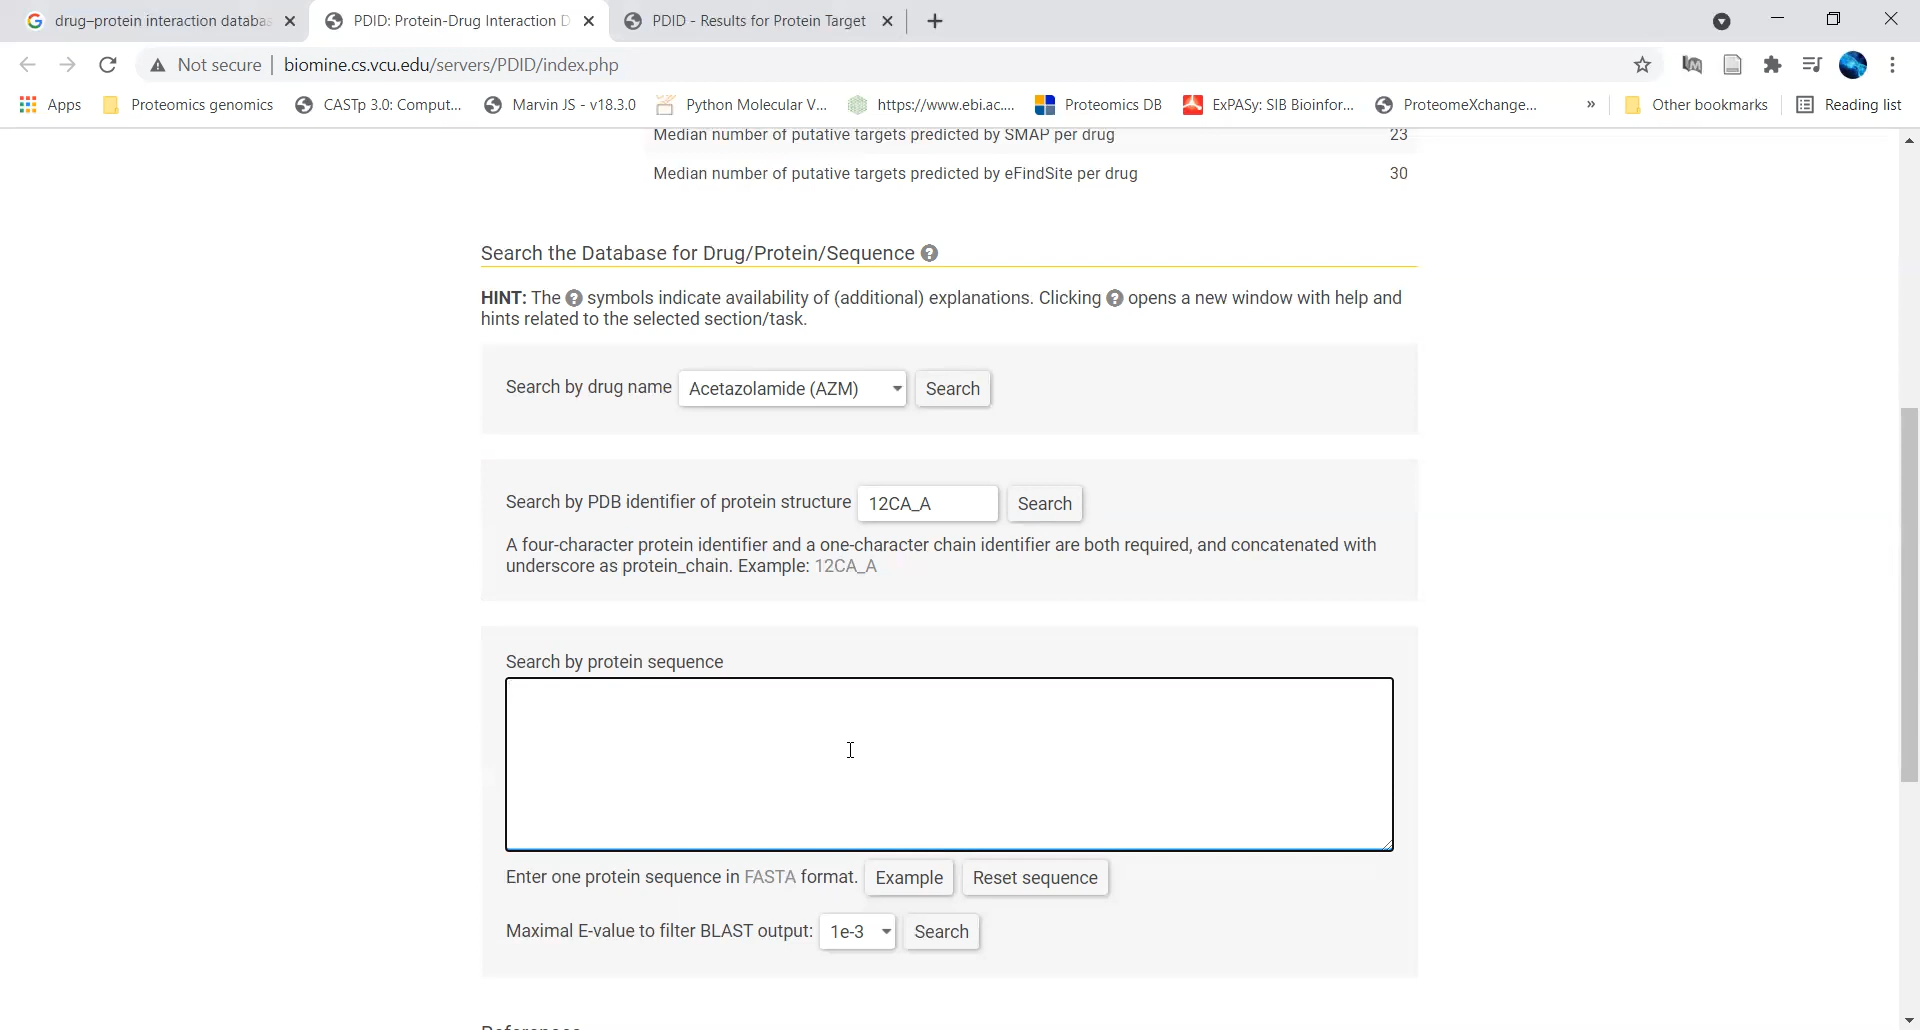 drug–protein interaction databa
PDID: Protein-Drug Interaction D
PDID - Results for Protein Target
Not secure
biomine.cs.vcu.edu/servers/PDID/index.php
Apps
Proteomics genomics
CASTp 3.0: Comput...
Marvin JS - v18.3.0
Python Molecular V...
https://www.ebi.ac....
Proteomics DB
ExPASy: SIB Bioinfor...
ProteomeXchange...
»
Other bookmarks
Reading list
Median number of putative targets predicted by SMAP per drug 23
Median number of putative targets predicted by eFindSite per drug 30
Search the Database for Drug/Protein/Sequence ?
HINT: The ? symbols indicate availability of (additional) explanations. Clicking ? opens a new window with help and
hints related to the selected section/task.
Search by drug name Acetazolamide (AZM) Search
Search by PDB identifier of protein structure 12CA_A Search
A four-character protein identifier and a one-character chain identifier are both required, and concatenated with
underscore as protein_chain. Example: 12CA_A
Search by protein sequence
Enter one protein sequence in FASTA format. Example Reset sequence
Maximal E-value to filter BLAST output: 1e-3 Search
References